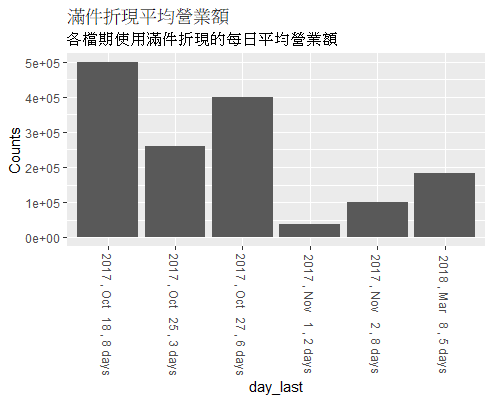 滿件折現平均營業額
各檔期使用滿件折現的每日平均營業額
Counts
5e+05
4e+05
3e+05
2e+05
1e+05
0e+00
2017 , Oct 18 , 8 days
2017 , Oct 25 , 3 days
2017 , Oct 27 , 6 days
2017 , Nov 1 , 2 days
2017 , Nov 2 , 8 days
2018 , Mar 8 , 5 days
day_last